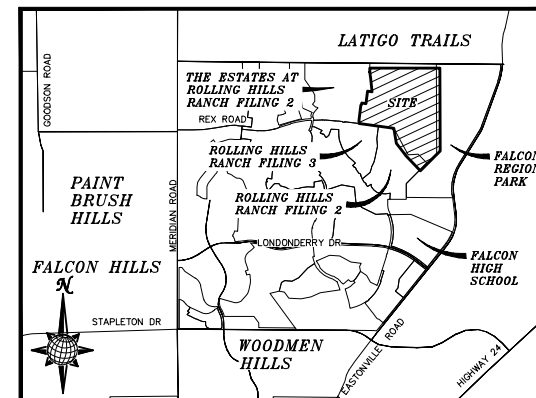 LATIGO TRAILS
GOODSON ROAD
THE ESTATES AT
ROLLING HILLS
RANCH FILING 2
SITE
REX ROAD
ROLLING HILLS
RANCH FILING 3
FALCON
REGION
PARK
PAINT
BRUSH
HILLS
MERIDIAN ROAD
ROLLING HILLS
RANCH FILING 2
LONDONDERRY DR
FALCON HILLS
FALCON
HIGH
SCHOOL
N
STAPLETON DR
WOODMEN
HILLS
EASTONVILLE ROAD
HIGHWAY 24